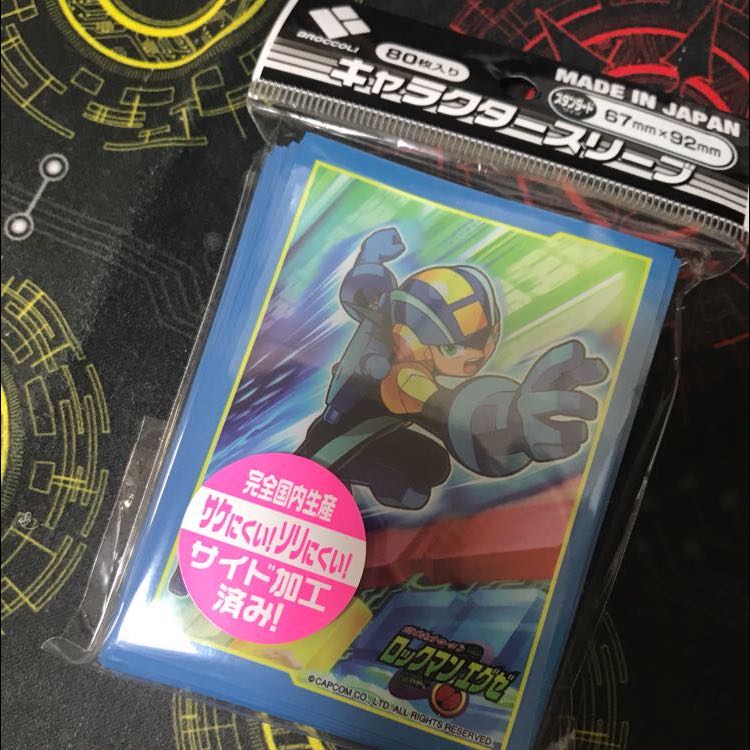 BROCCOLI
80枚入り
MADE IN JAPAN
キャラクタースリーブ
スタンダード
67mm×92mm
完全国内生産
サケにくい!ソリにくい!
サイド加工
済み!
ロックマンエグゼ
©CAPCOM CO., LTD. ALL RIGHTS RESERVED.